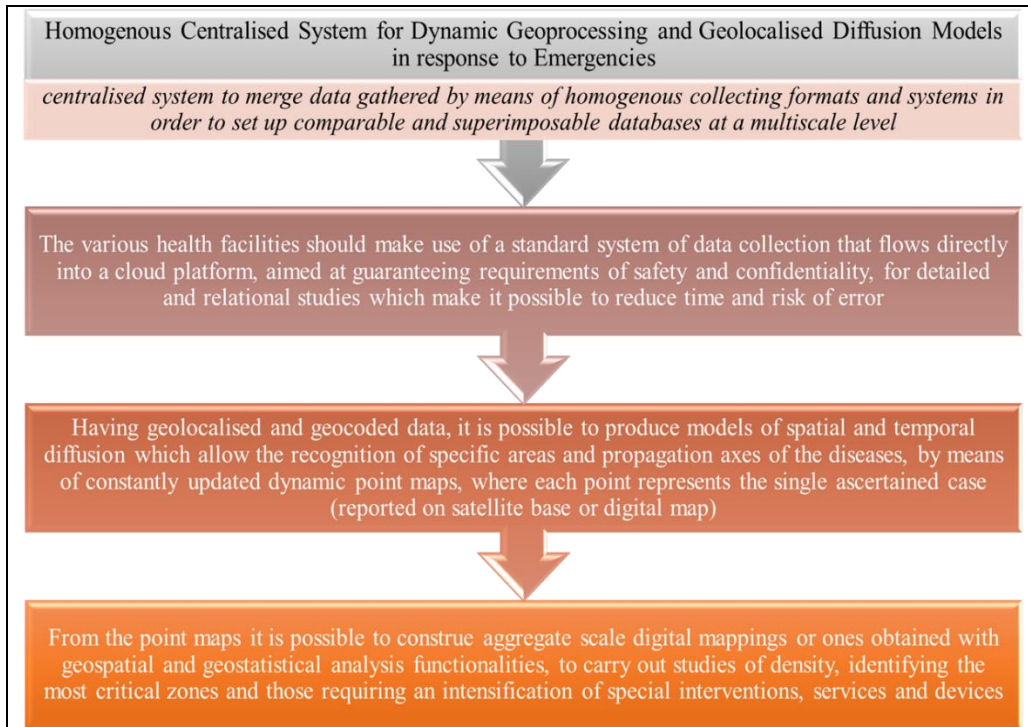 Homogenous Centralised System for Dynamic Geoprocessing and Geolocalised Diffusion Models
in response to Emergencies
centralised system to merge data gathered by means of homogenous collecting formats and systems in
order to set up comparable and superimposable databases at a multiscale level
The various health facilities should make use of a standard system of data collection that flows directly
into a cloud platform, aimed at guaranteeing requirements of safety and confidentiality, for detailed
and relational studies which make it possible to reduce time and risk of error
Having geolocalised and geocoded data, it is possible to produce models of spatial and temporal
diffusion which allow the recognition of specific areas and propagation axes of the diseases, by means
of constantly updated dynamic point maps, where each point represents the single ascertained case
(reported on satellite base or digital map)
From the point maps it is possible to construe aggregate scale digital mappings or ones obtained with
geospatial and geostatistical analysis functionalities, to carry out studies of density, identifying the
most critical zones and those requiring an intensification of special interventions, services and devices